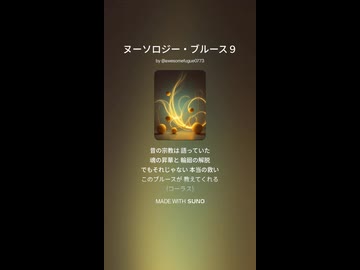 ヌーソロジー・ブルース９
by @awesomefugue0773
昔の宗教は 語っていた
魂の昇華と 輪廻の解脱
でもそれじゃない 本当の救い
このブルースが 教えてくれる
[コーラス]
MADE WITH SUNO